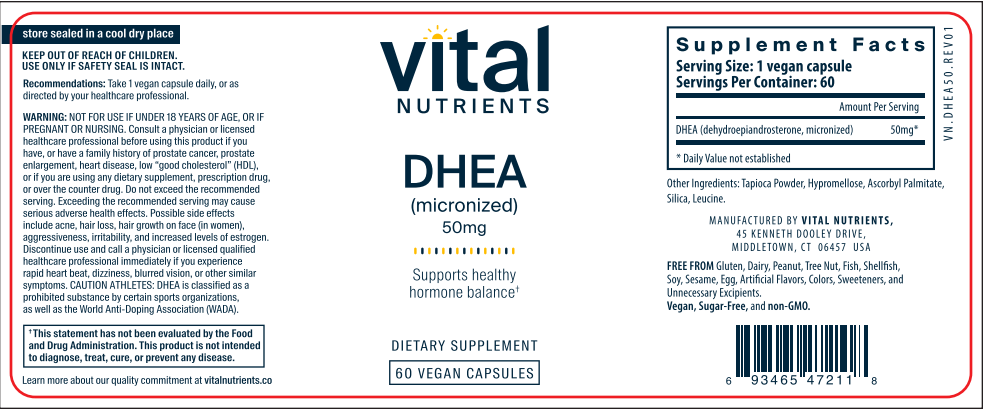 store sealed in a cool dry place
KEEP OUT OF REACH OF CHILDREN.
USE ONLY IF SAFETY SEAL IS INTACT.
Recommendations: Take 1 vegan capsule daily, or as
directed by your healthcare professional.
WARNING: NOT FOR USE IF UNDER 18 YEARS OF AGE, OR IF
PREGNANT OR NURSING. Consult a physician or licensed
healthcare professional before using this product if you
have, or have a family history of prostate cancer, prostate
enlargement, heart disease, low “good cholesterol” (HDL),
or if you are using any dietary supplement, prescription drug,
or over the counter drug. Do not exceed the recommended
serving. Exceeding the recommended serving may cause
serious adverse health effects. Possible side effects
include acne, hair loss, hair growth on face (in women),
aggressiveness, irritability, and increased levels of estrogen.
Discontinue use and call a physician or licensed qualified
healthcare professional immediately if you experience
rapid heart beat, dizziness, blurred vision, or other similar
symptoms. CAUTION ATHLETES: DHEA is classified as a
prohibited substance by certain sports organizations,
as well as the World Anti-Doping Association (WADA).
†This statement has not been evaluated by the Food
and Drug Administration. This product is not intended
to diagnose, treat, cure, or prevent any disease.
Learn more about our quality commitment at vitalnutrients.co
vital
NUTRIENTS
DHEA
(micronized)
50mg
Supports healthy
hormone balance†
DIETARY SUPPLEMENT
60 VEGAN CAPSULES
Supplement Facts
Serving Size: 1 vegan capsule
Servings Per Container: 60
Amount Per Serving
DHEA (dehydroepiandrosterone, micronized) 50mg*
* Daily Value not established
Other Ingredients: Tapioca Powder, Hypromellose, Ascorbyl Palmitate,
Silica, Leucine.
MANUFACTURED BY VITAL NUTRIENTS,
45 KENNETH DOOLEY DRIVE,
MIDDLETOWN, CT 06457 USA
FREE FROM Gluten, Dairy, Peanut, Tree Nut, Fish, Shellfish,
Soy, Sesame, Egg, Artificial Flavors, Colors, Sweeteners, and
Unnecessary Excipients.
Vegan, Sugar-Free, and non-GMO.
6 93465 47211 8
VN.DHEA50.REV01